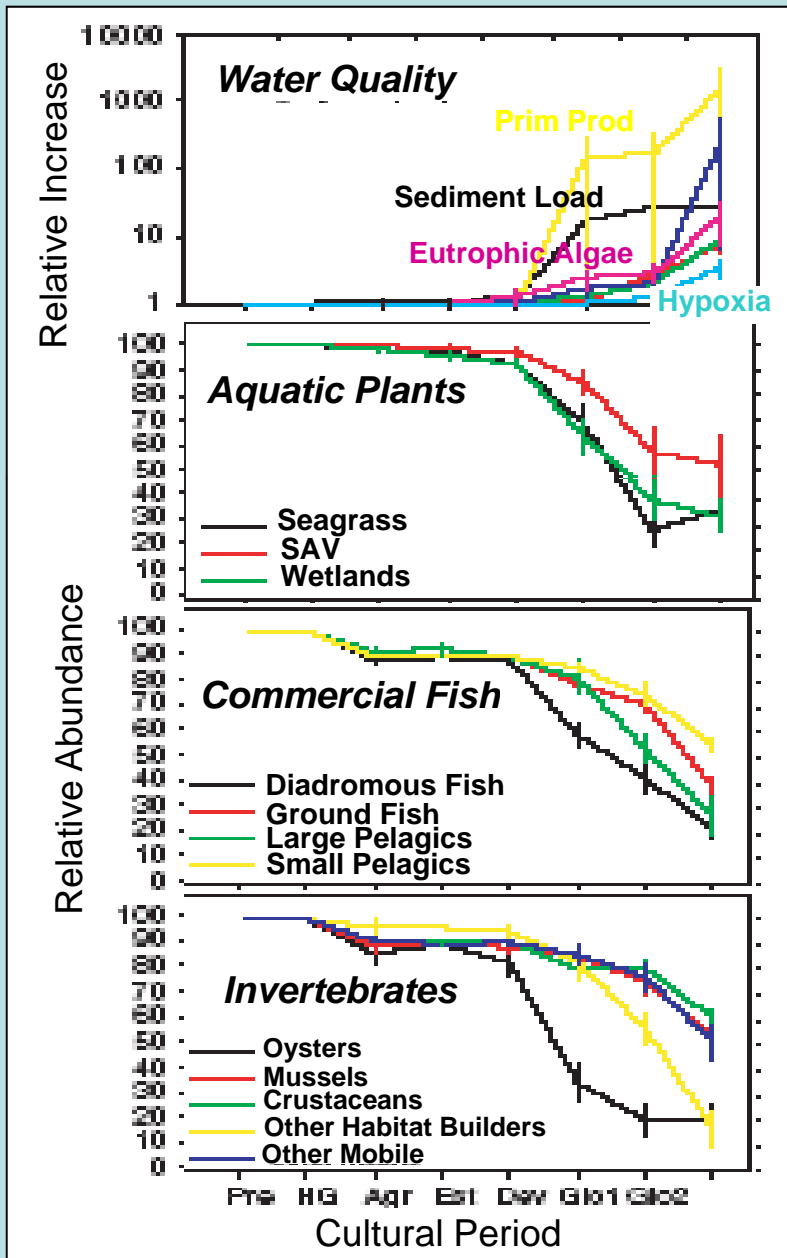 Relative Increase
10000
1000
100
10
1
Water Quality
Prim Prod
Sediment Load
Eutrophic Algae
Hypoxia
Relative Abundance
100
90
80
70
60
50
40
30
20
10
0
Aquatic Plants
Seagrass
SAV
Wetlands
100
90
80
70
60
50
40
30
20
10
0
Commercial Fish
Diadromous Fish
Ground Fish
Large Pelagics
Small Pelagics
100
90
80
70
60
50
40
30
20
10
0
Invertebrates
Oysters
Mussels
Crustaceans
Other Habitat Builders
Other Mobile
Pre HG Agr Est Dev Glo1 Glo2
Cultural Period